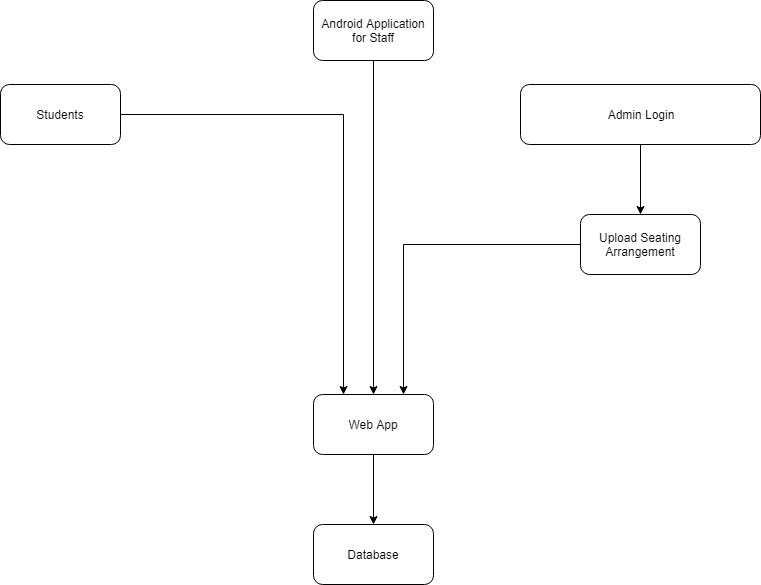 Android Application
for Staff
Students
Admin Login
Upload Seating
Arrangement
Web App
Database